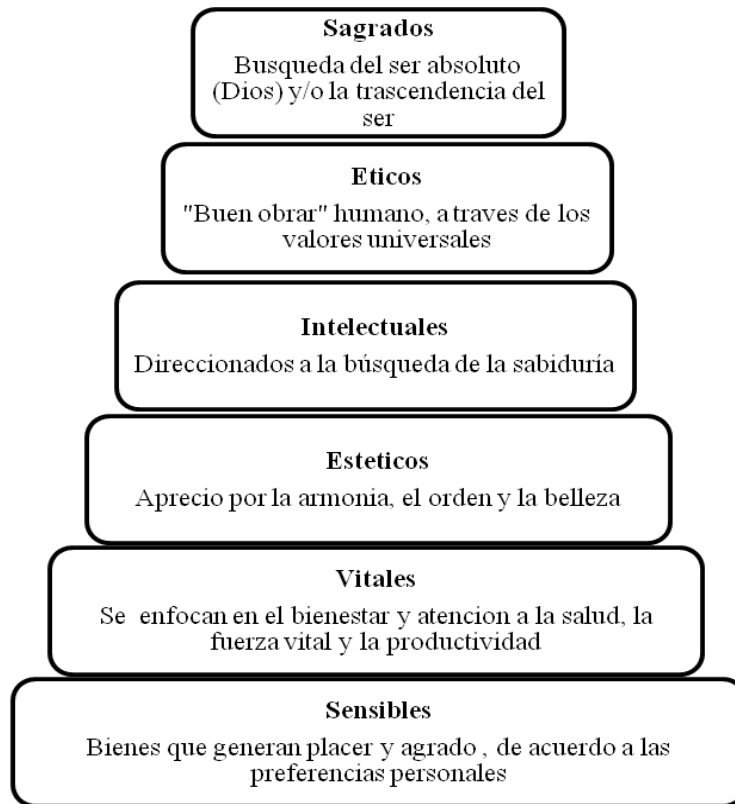 Sagrados
Busqueda del ser absoluto
(Dios) y/o la trascendencia del
ser
Eticos
"Buen obrar" humano, a traves de los
valores universales
Intelectuales
Direccionados a la búsqueda de la sabiduría
Esteticos
Aprecio por la armonia, el orden y la belleza
Vitales
Se enfocan en el bienestar y atencion a la salud, la
fuerza vital y la productividad
Sensibles
Bienes que generan placer y agrado , de acuerdo a las
preferencias personales